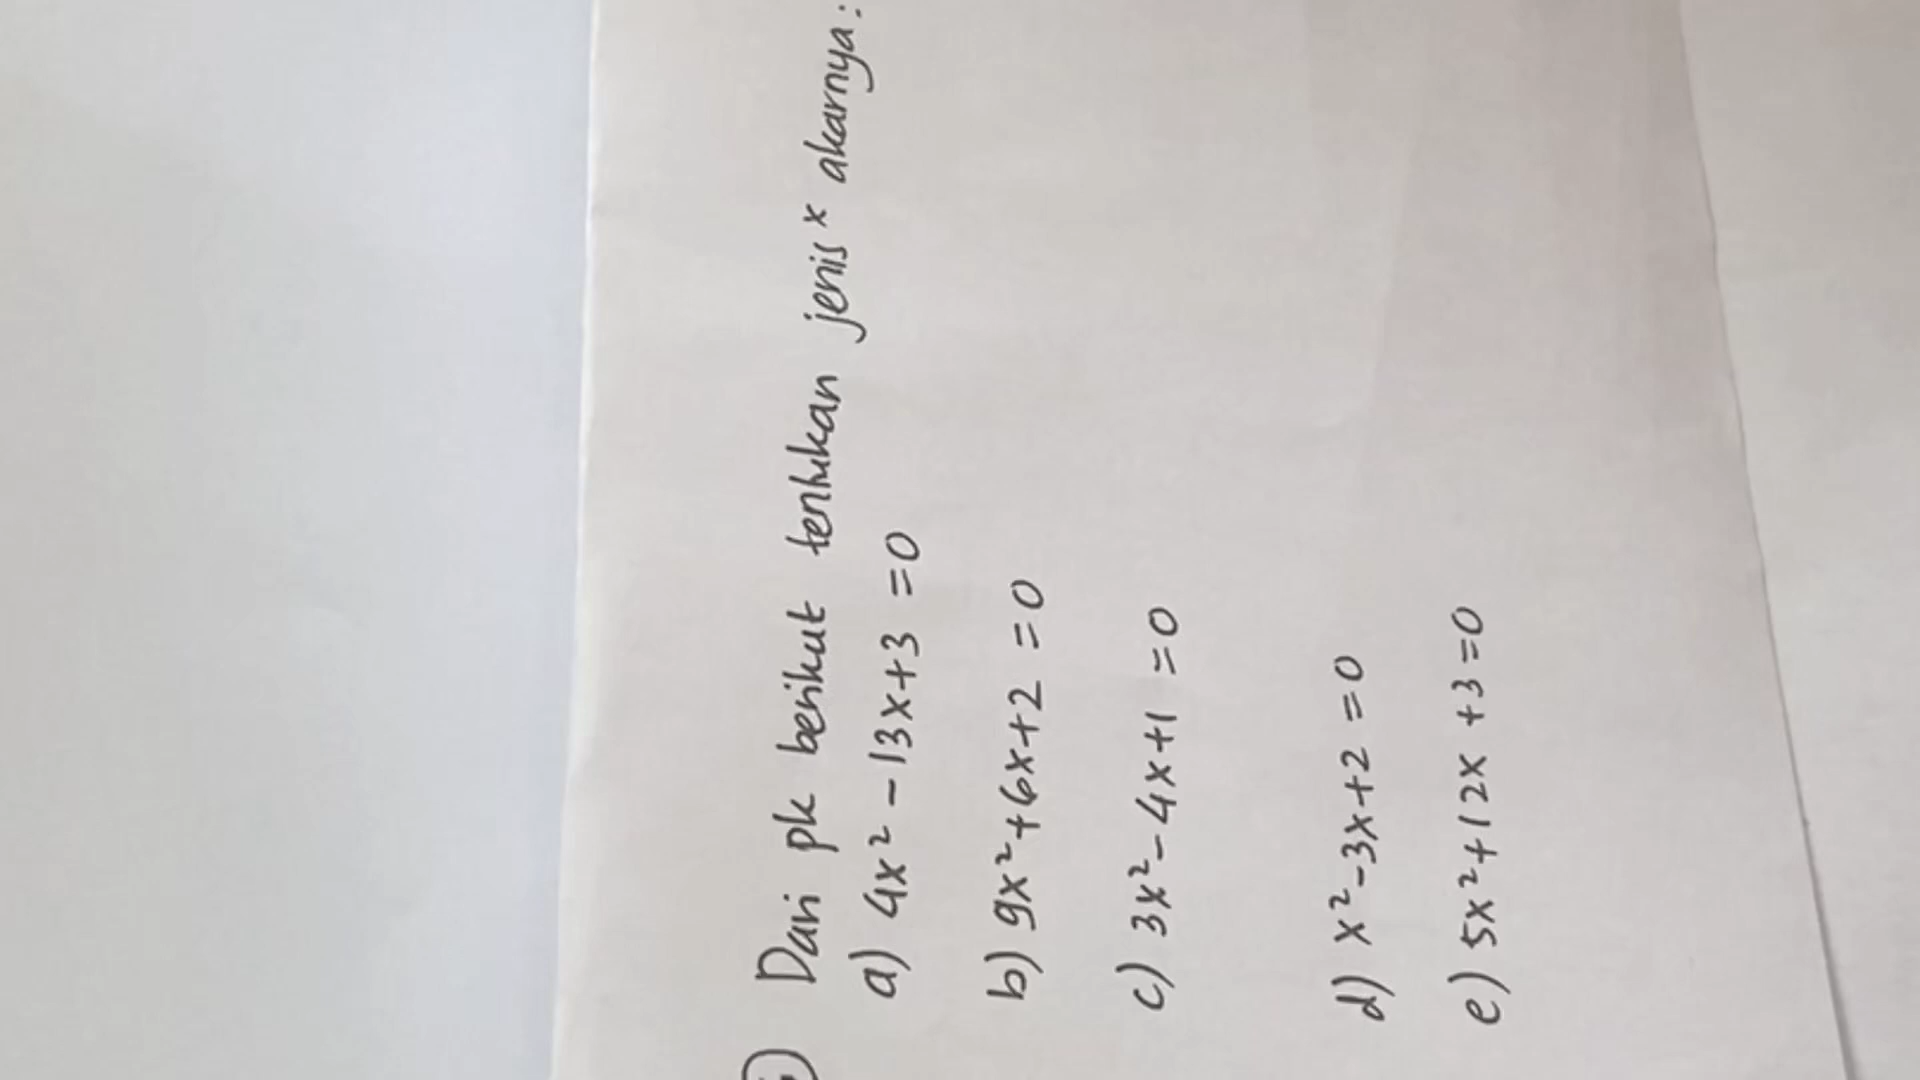 Dari pk berikut tentukan jenis x akarnya:
a) 4x² - 13x + 3 = 0
b) 9x² + 6x + 2 = 0
c) 3x² - 4x + 1 = 0
d) x² - 3x + 2 = 0
e) 5x² + 12x + 3 = 0